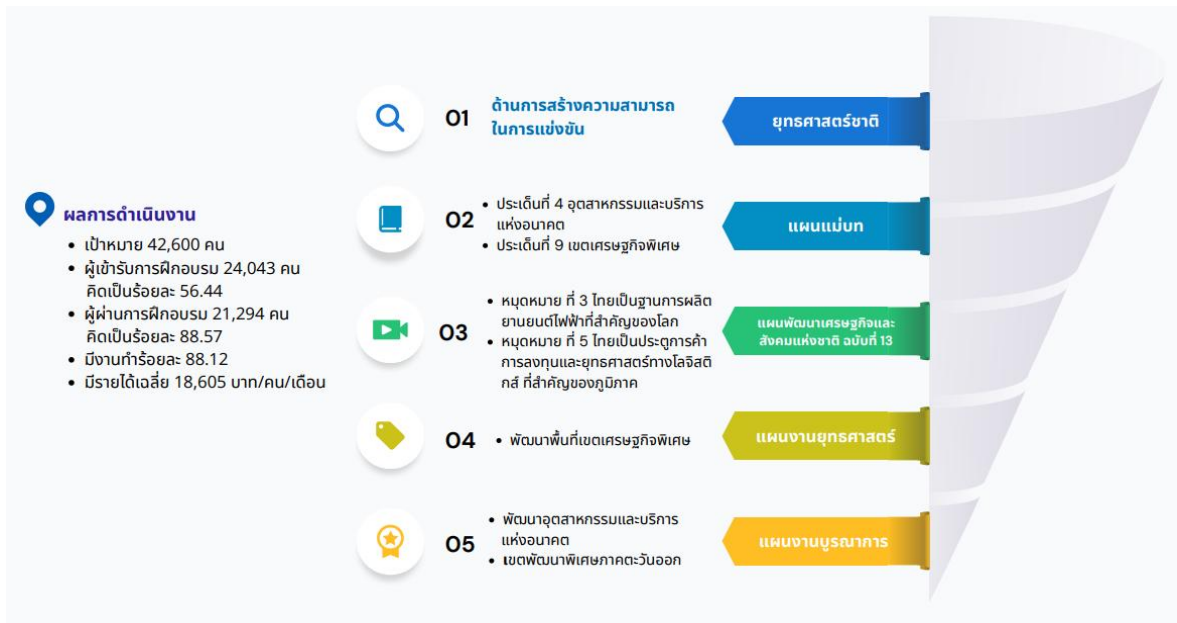 ผลการดำเนินงาน
• เป้าหมาย 42,600 คน
• ผู้เข้ารับการฝึกอบรม 24,043 คน
คิดเป็นร้อยละ 56.44
• ผู้ผ่านการฝึกอบรม 21,294 คน
คิดเป็นร้อยละ 88.57
• มีงานทำร้อยละ 88.12
• มีรายได้เฉลี่ย 18,605 บาท/คน/เดือน
01
ด้านการสร้างความสามารถ
ในการแข่งขัน
ยุทธศาสตร์ชาติ
02
• ประเด็นที่ 4 อุตสาหกรรมและบริการ
แห่งอนาคต
• ประเด็นที่ 9 เขตเศรษฐกิจพิเศษ
แผนแม่บท
03
• หมุดหมาย ที่ 3 ไทยเป็นฐานการผลิต
ยานยนต์ไฟฟ้าที่สำคัญของโลก
• หมุดหมาย ที่ 5 ไทยเป็นประตูการค้า
การลงทุนและยุทธศาสตร์ทางโลจิสติ
กส์ ที่สำคัญของภูมิภาค
แผนพัฒนาเศรษฐกิจและ
สังคมแห่งชาติ ฉบับที่ 13
04
• พัฒนาพื้นที่เขตเศรษฐกิจพิเศษ
แผนงานยุทธศาสตร์
05
• พัฒนาอุตสาหกรรมและบริการ
แห่งอนาคต
• เขตพัฒนาพิเศษภาคตะวันออก
แผนงานบูรณาการ